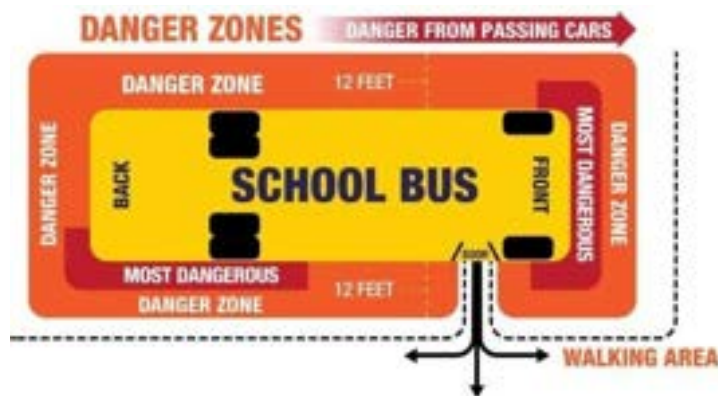 DANGER ZONES
DANGER FROM PASSING CARS
DANGER ZONE
12 FEET
DANGER ZONE
BACK
SCHOOL BUS
FRONT
MOST DANGEROUS
DANGER ZONE
DOOR
MOST DANGEROUS
DANGER ZONE
12 FEET
WALKING AREA